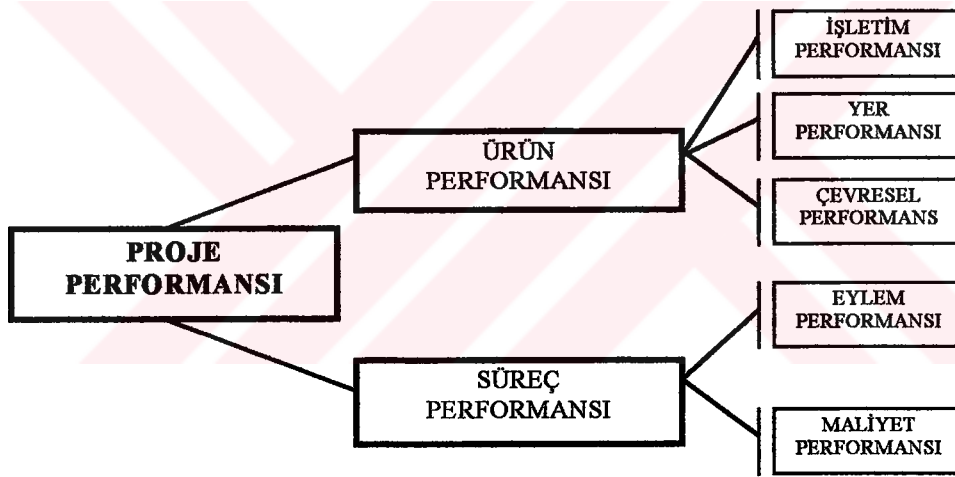 İŞLETİM
PERFORMANSI
YER
PERFORMANSI
ÜRÜN
PERFORMANSI
ÇEVRESEL
PERFORMANS
PROJE
PERFORMANSI
EYLEM
PERFORMANSI
SÜREÇ
PERFORMANSI
MALİYET
PERFORMANSI